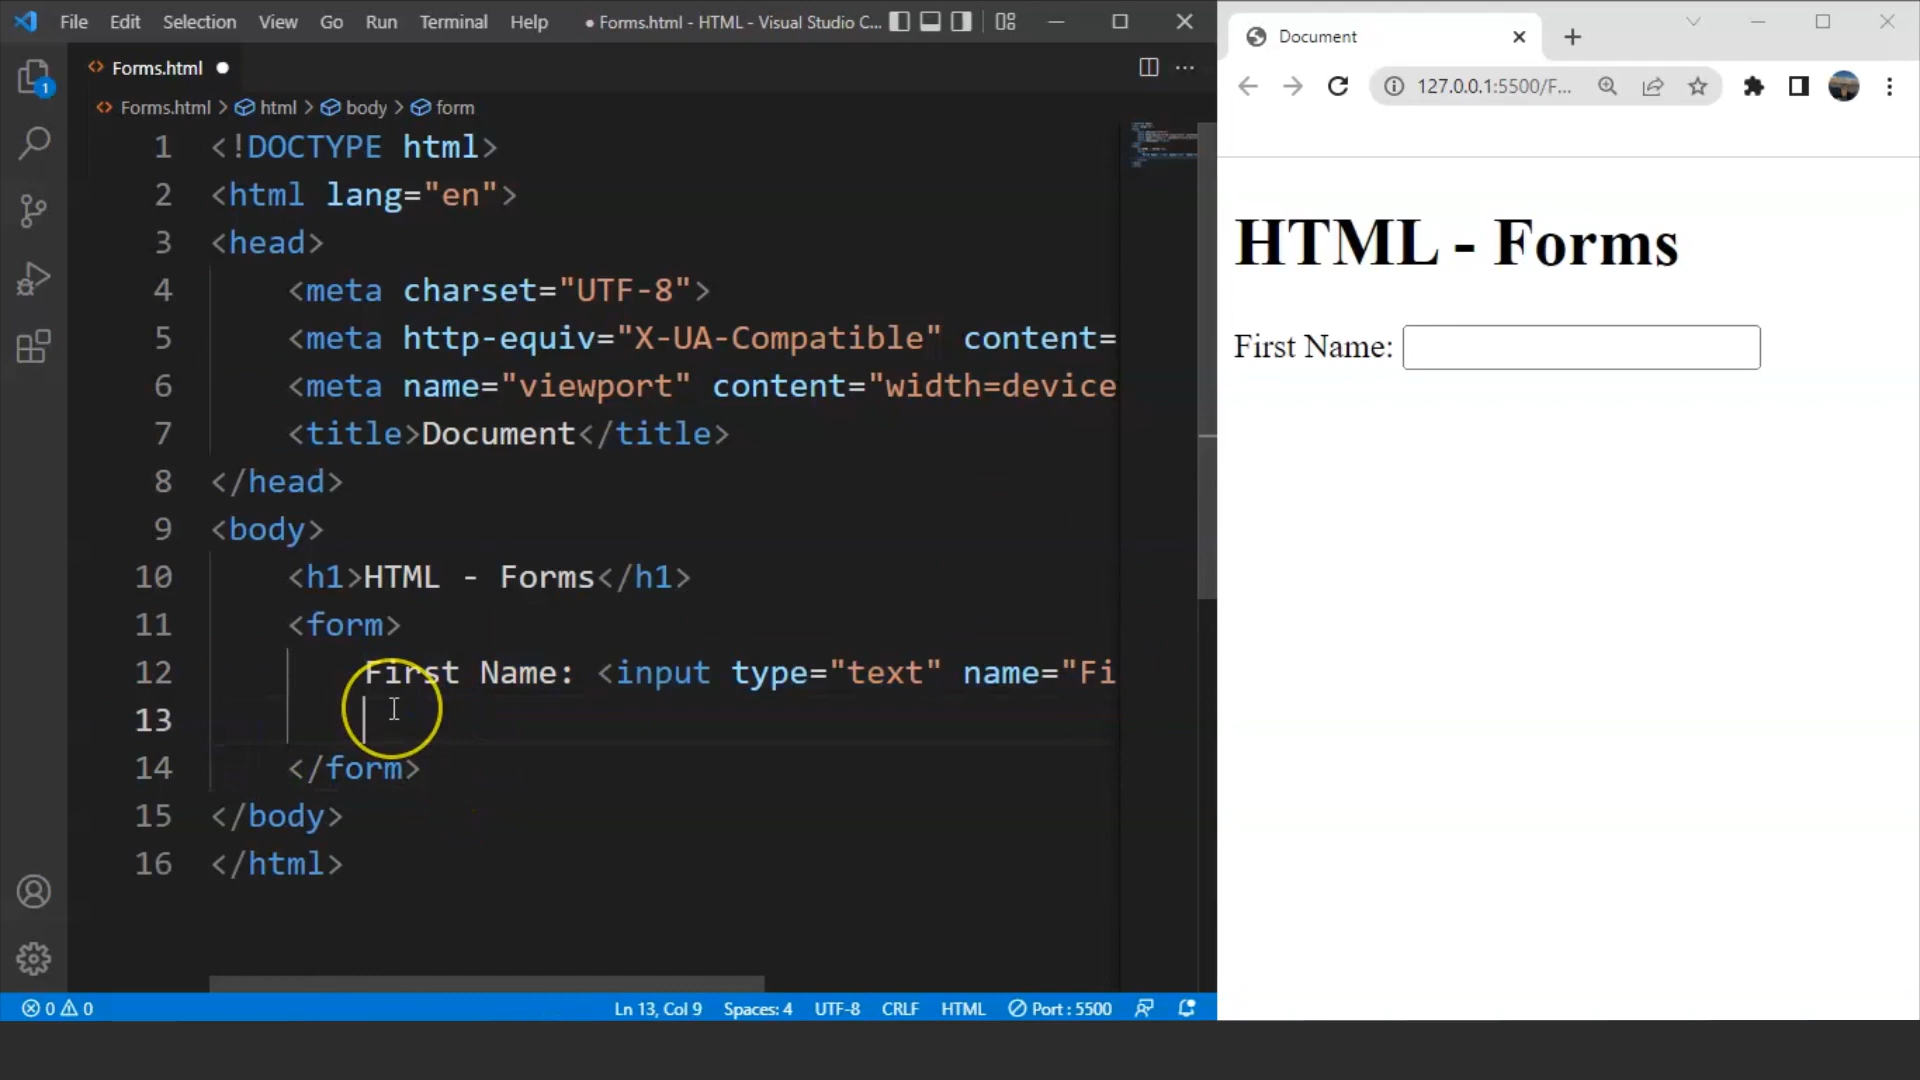 File Edit Selection View Go Run Terminal Help ● Forms.html - HTML - Visual Studio C...
Forms.html ●
Forms.html > html > body > form
1 <!DOCTYPE html>
2 <html lang="en">
3 <head>
4 <meta charset="UTF-8">
5 <meta http-equiv="X-UA-Compatible" content=
6 <meta name="viewport" content="width=device
7 <title>Document</title>
8 </head>
9 <body>
10 <h1>HTML - Forms</h1>
11 <form>
12 First Name: <input type="text" name="Fi
13
14 </form>
15 </body>
16 </html>
1
0 0 Ln 13, Col 9 Spaces: 4 UTF-8 CRLF HTML Port : 5500
Document
127.0.0.1:5500/F...
HTML - Forms
First Name: